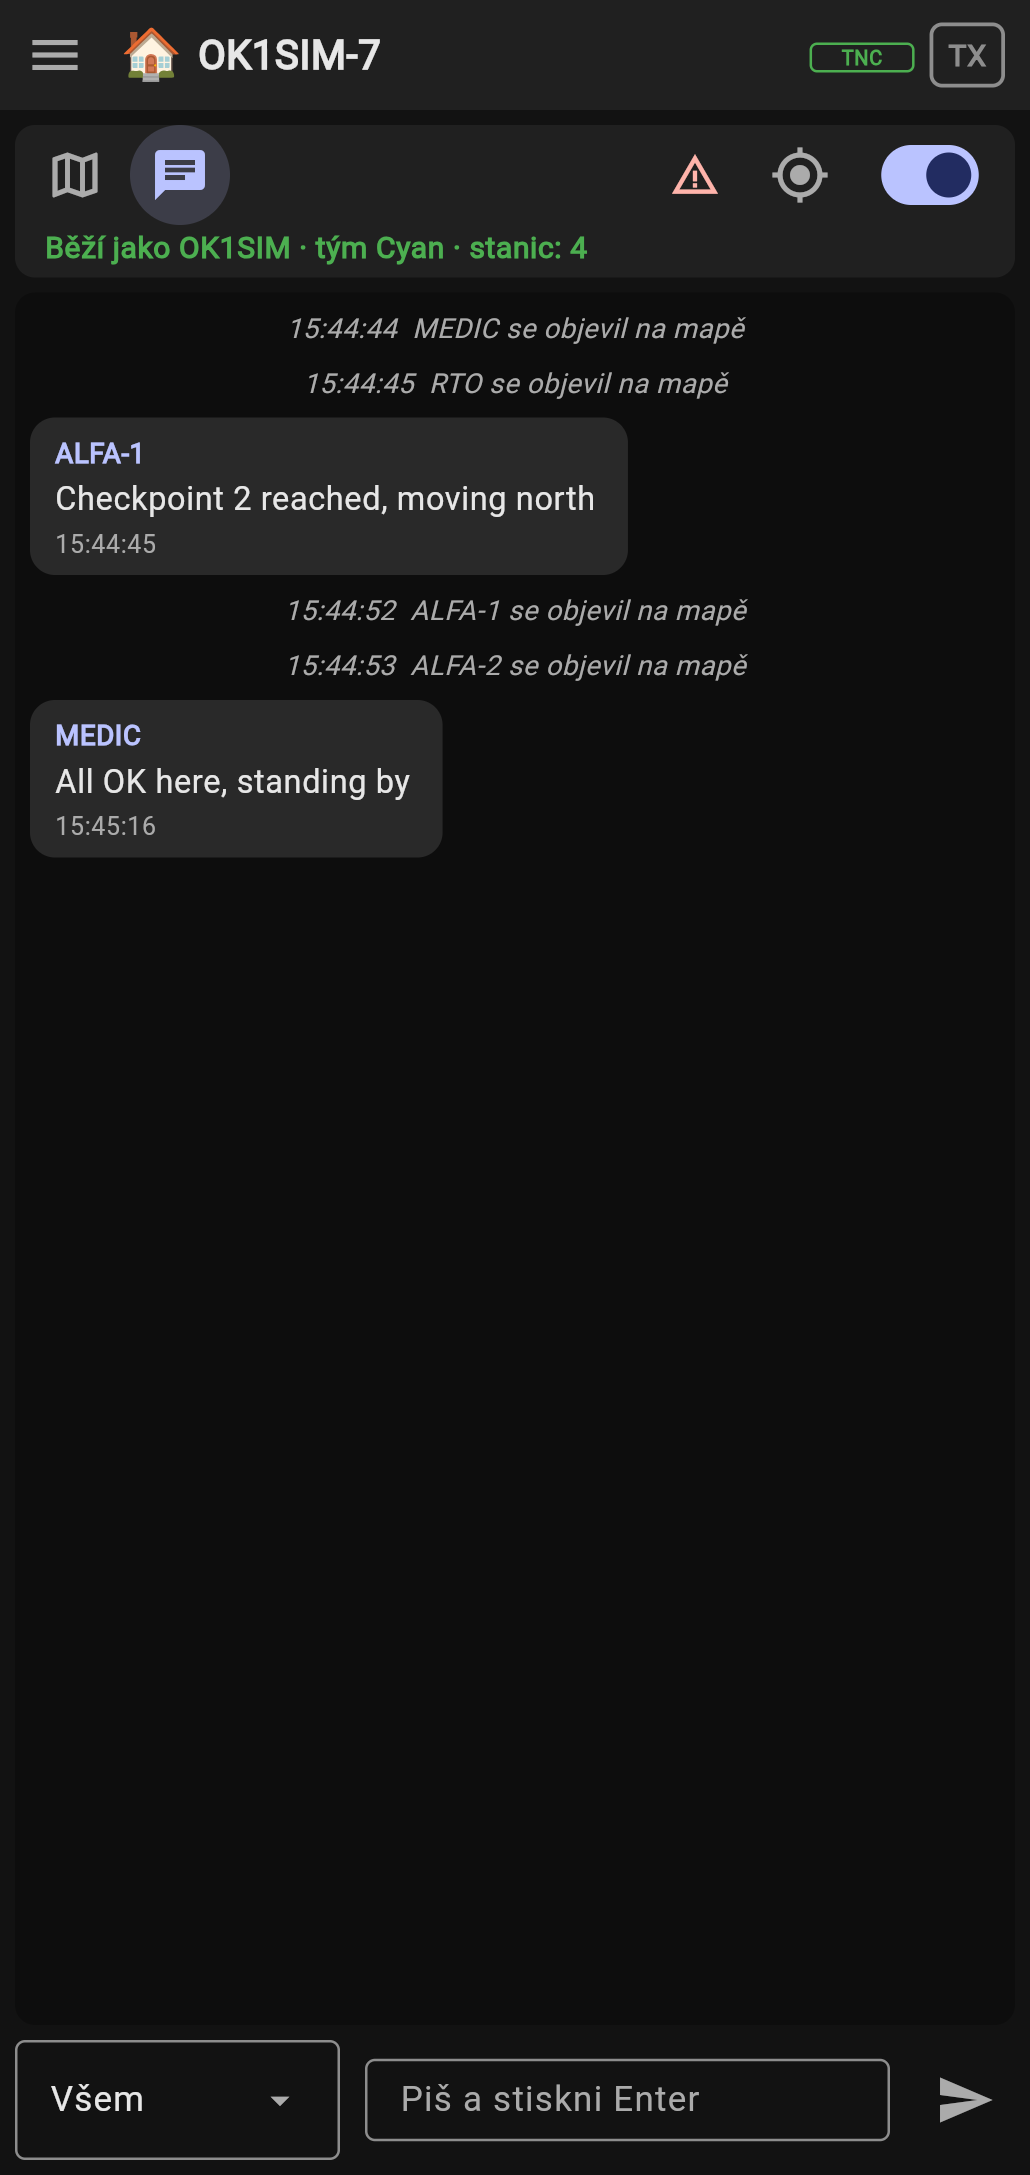 OK1SIM-7
TNC
TX
Běží jako OK1SIM · tým Cyan · stanic: 4
15:44:44 MEDIC se objevil na mapě
15:44:45 RTO se objevil na mapě
ALFA-1
Checkpoint 2 reached, moving north
15:44:45
15:44:52 ALFA-1 se objevil na mapě
15:44:53 ALFA-2 se objevil na mapě
MEDIC
All OK here, standing by
15:45:16
Všem
Piš a stiskni Enter